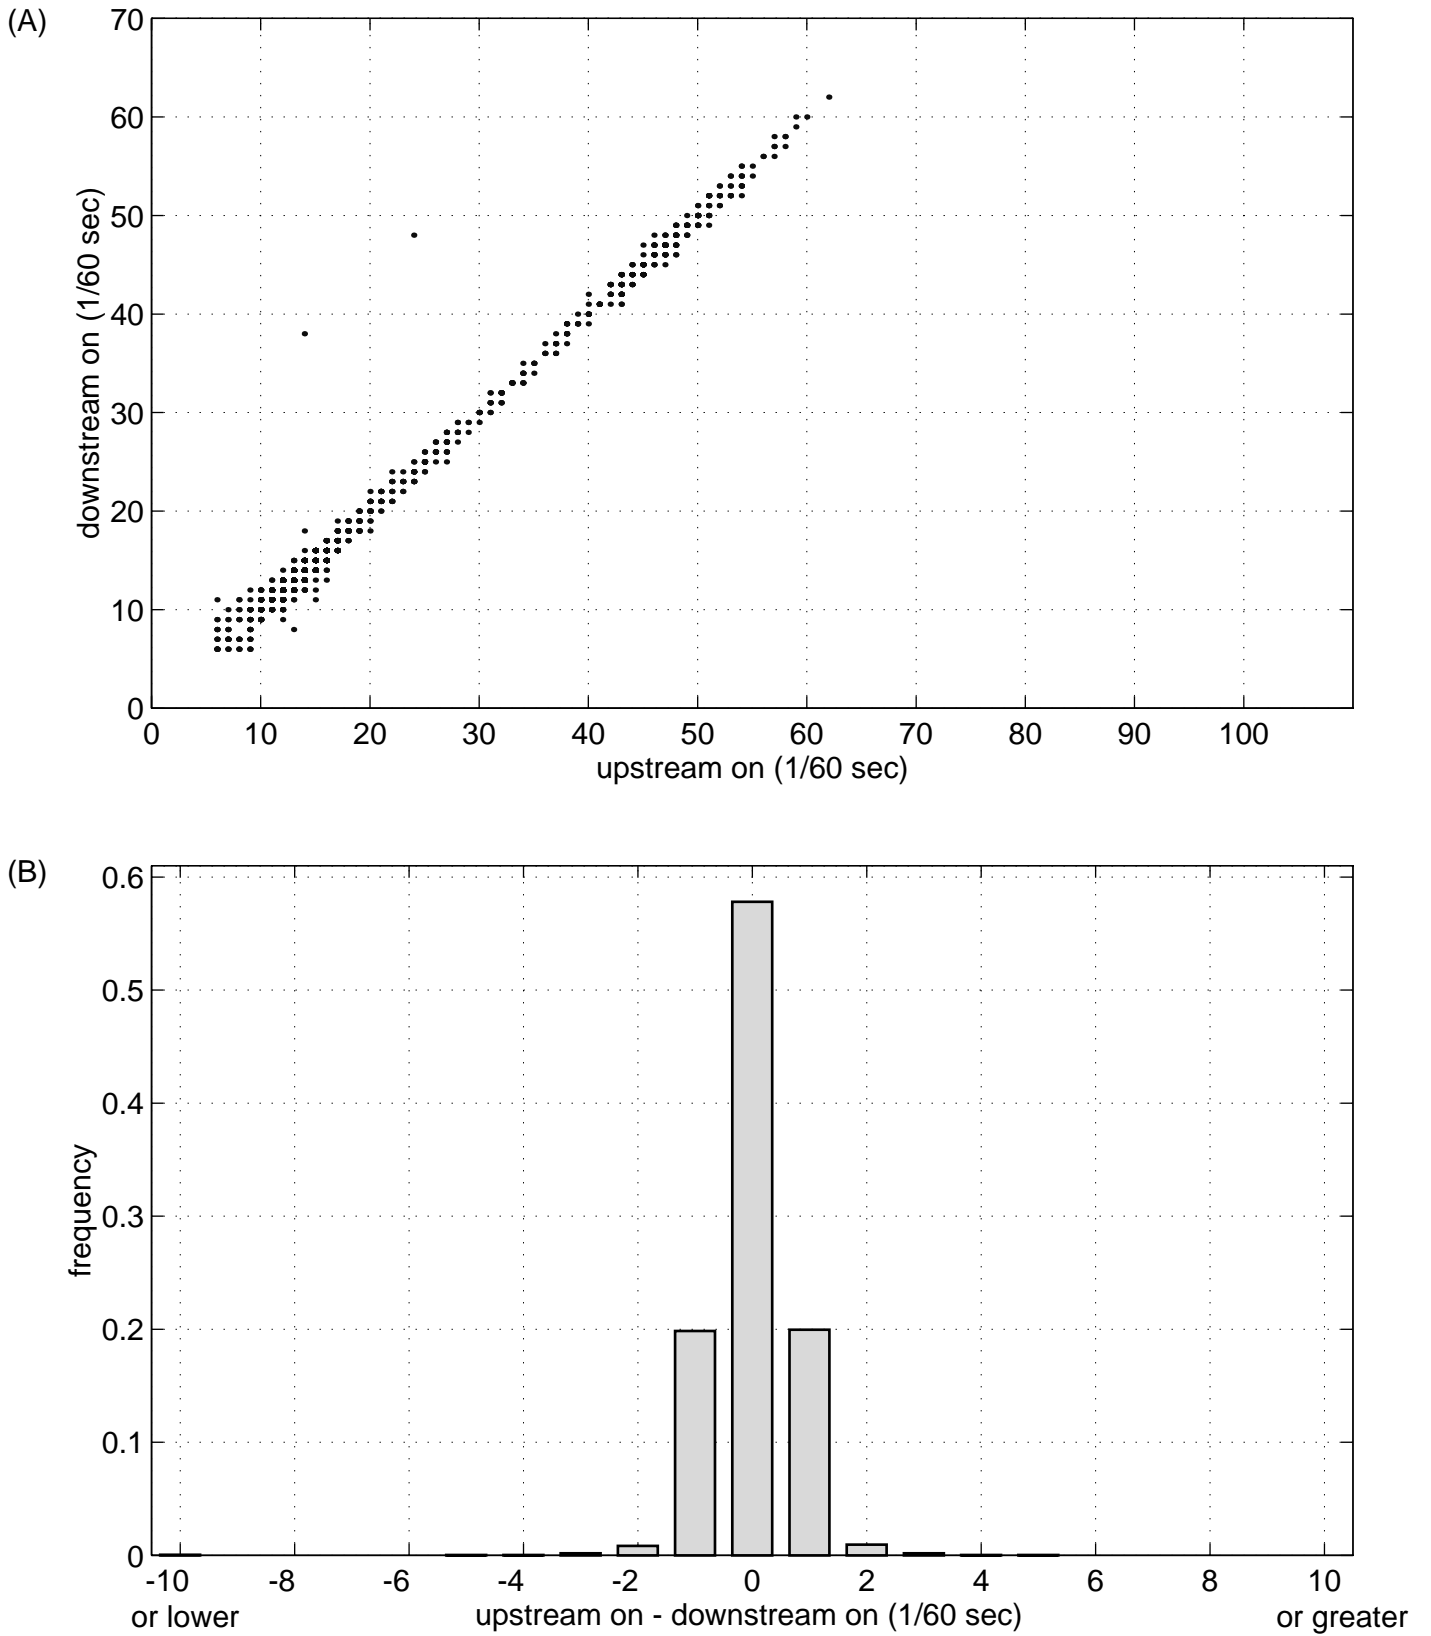 (A)
70
60
50
40
30
20
10
0
downstream on (1/60 sec)
0 10 20 30 40 50 60 70 80 90 100
upstream on (1/60 sec)
(B)
0.6
0.5
0.4
0.3
0.2
0.1
0
frequency
-10 -8 -6 -4 -2 0 2 4 6 8 10
or lower upstream on - downstream on (1/60 sec) or greater